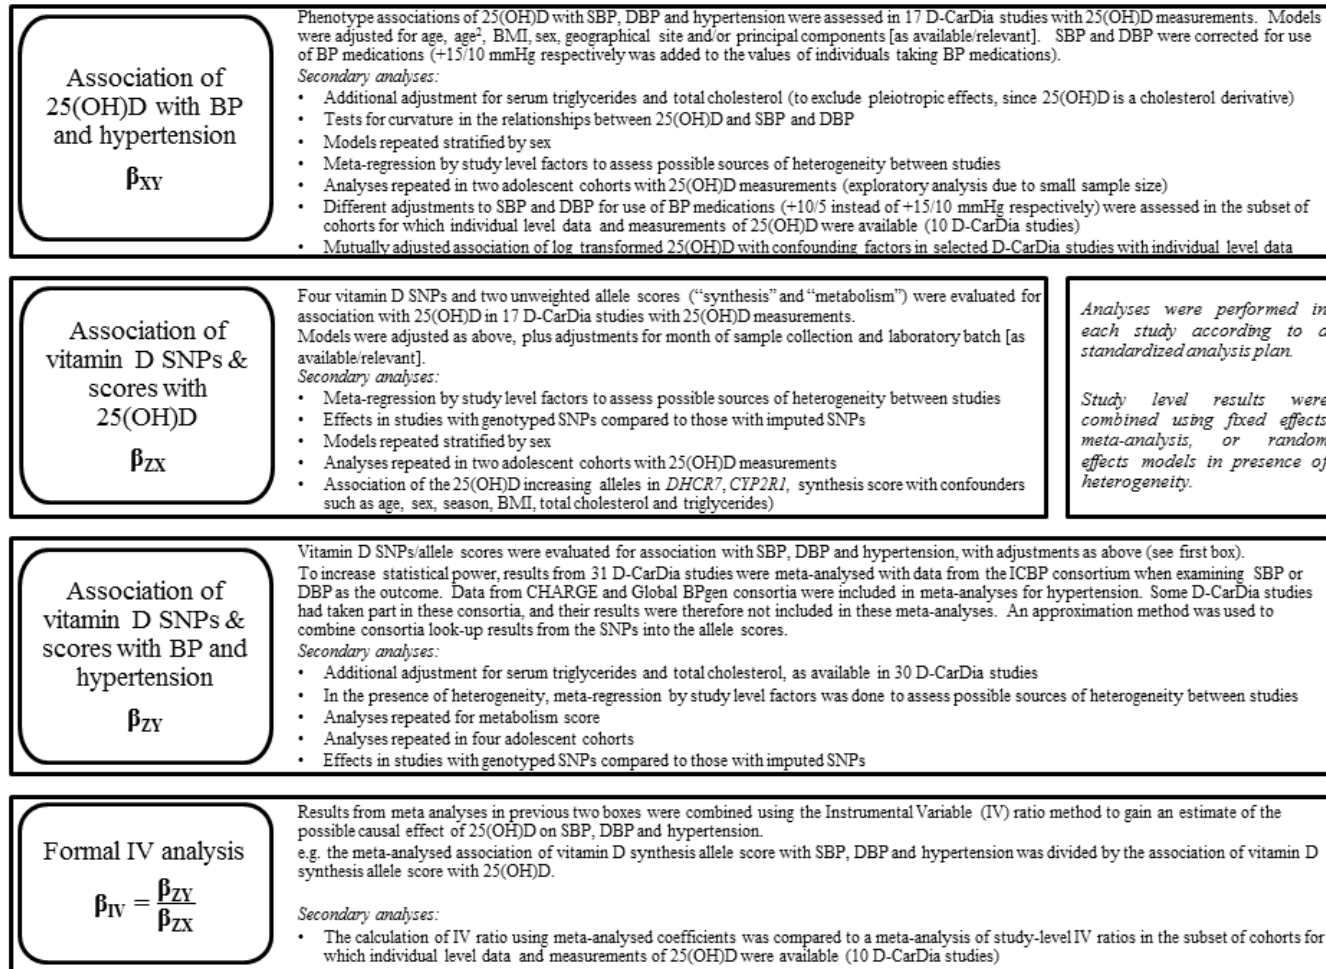 Association of
25(OH)D with BP
and hypertension
βXY
Phenotype associations of 25(OH)D with SBP, DBP and hypertension were assessed in 17 D-CarDia studies with 25(OH)D measurements. Models
were adjusted for age, age², BMI, sex, geographical site and/or principal components [as available/relevant]. SBP and DBP were corrected for use
of BP medications (+15/10 mmHg respectively was added to the values of individuals taking BP medications).
Secondary analyses:
• Additional adjustment for serum triglycerides and total cholesterol (to exclude pleiotropic effects, since 25(OH)D is a cholesterol derivative)
• Tests for curvature in the relationships between 25(OH)D and SBP and DBP
• Models repeated stratified by sex
• Meta-regression by study level factors to assess possible sources of heterogeneity between studies
• Analyses repeated in two adolescent cohorts with 25(OH)D measurements (exploratory analysis due to small sample size)
• Different adjustments to SBP and DBP for use of BP medications (+10/5 instead of +15/10 mmHg respectively) were assessed in the subset of
cohorts for which individual level data and measurements of 25(OH)D were available (10 D-CarDia studies)
• Mutually adjusted association of log transformed 25(OH)D with confounding factors in selected D-CarDia studies with individual level data
Association of
vitamin D SNPs &
scores with
25(OH)D
βZX
Four vitamin D SNPs and two unweighted allele scores (“synthesis” and “metabolism”) were evaluated for
association with 25(OH)D in 17 D-CarDia studies with 25(OH)D measurements.
Models were adjusted as above, plus adjustments for month of sample collection and laboratory batch [as
available/relevant].
Secondary analyses:
• Meta-regression by study level factors to assess possible sources of heterogeneity between studies
• Effects in studies with genotyped SNPs compared to those with imputed SNPs
• Models repeated stratified by sex
• Analyses repeated in two adolescent cohorts with 25(OH)D measurements
• Association of the 25(OH)D increasing alleles in DHCR7, CYP2R1, synthesis score with confounders
such as age, sex, season, BMI, total cholesterol and triglycerides)
Analyses were performed in
each study according to a
standardized analysis plan.
Study level results were
combined using fixed effects
meta-analysis, or random
effects models in presence of
heterogeneity.
Association of
vitamin D SNPs &
scores with BP and
hypertension
βZY
Vitamin D SNPs/allele scores were evaluated for association with SBP, DBP and hypertension, with adjustments as above (see first box).
To increase statistical power, results from 31 D-CarDia studies were meta-analysed with data from the ICBP consortium when examining SBP or
DBP as the outcome. Data from CHARGE and Global BPgen consortia were included in meta-analyses for hypertension. Some D-CarDia studies
had taken part in these consortia, and their results were therefore not included in these meta-analyses. An approximation method was used to
combine consortia look-up results from the SNPs into the allele scores.
Secondary analyses:
• Additional adjustment for serum triglycerides and total cholesterol, as available in 30 D-CarDia studies
• In the presence of heterogeneity, meta-regression by study level factors was done to assess possible sources of heterogeneity between studies
• Analyses repeated for metabolism score
• Analyses repeated in four adolescent cohorts
• Effects in studies with genotyped SNPs compared to those with imputed SNPs
Formal IV analysis
βIV = βZY / βZX
Results from meta analyses in previous two boxes were combined using the Instrumental Variable (IV) ratio method to gain an estimate of the
possible causal effect of 25(OH)D on SBP, DBP and hypertension.
e.g. the meta-analysed association of vitamin D synthesis allele score with SBP, DBP and hypertension was divided by the association of vitamin D
synthesis allele score with 25(OH)D.
Secondary analyses:
• The calculation of IV ratio using meta-analysed coefficients was compared to a meta-analysis of study-level IV ratios in the subset of cohorts for
which individual level data and measurements of 25(OH)D were available (10 D-CarDia studies)